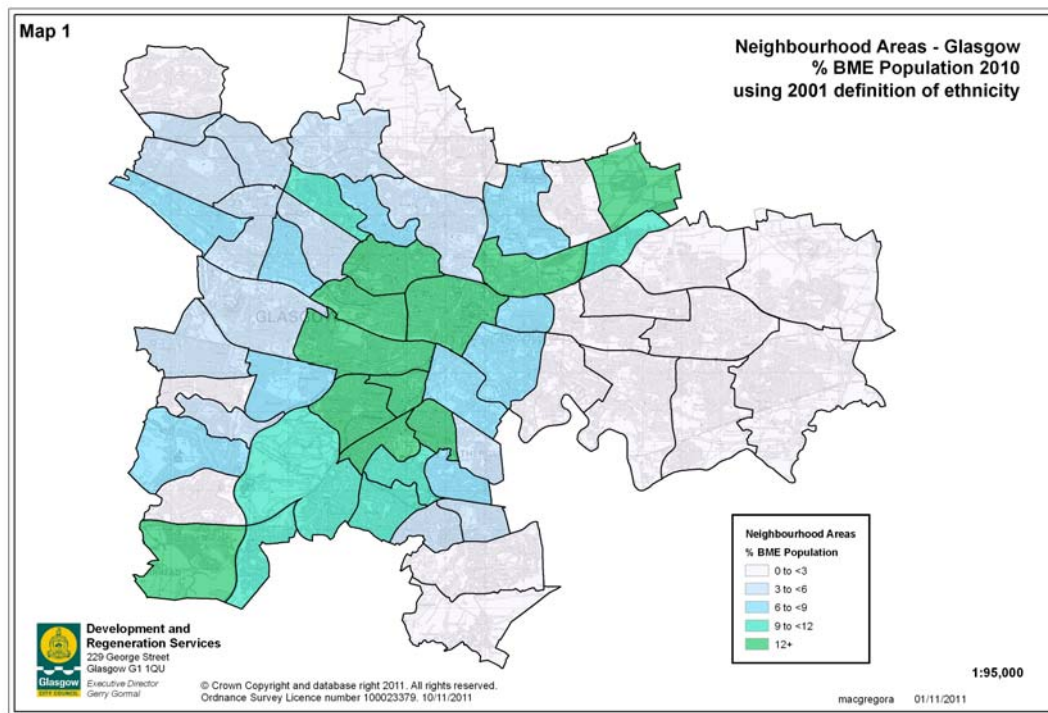 Map 1
Neighbourhood Areas - Glasgow
% BME Population 2010
using 2001 definition of ethnicity
GLASGOW
Neighbourhood Areas
% BME Population
0 to <3
3 to <6
6 to <9
9 to <12
12+
Development and
Regeneration Services
229 George Street
Glasgow G1 1QU
Executive Director
Gerry Gormal
Glasgow
CITY COUNCIL
© Crown Copyright and database right 2011. All rights reserved.
Ordnance Survey Licence number 100023379. 10/11/2011
1:95,000
macgregora 01/11/2011